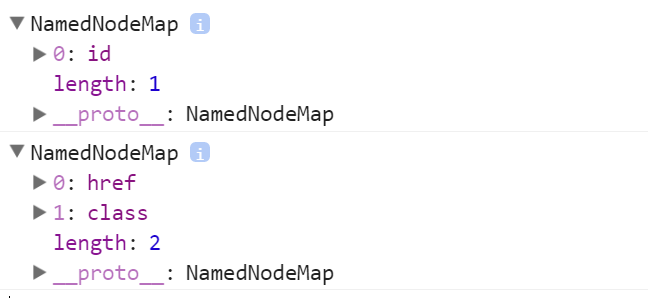 ▼ NamedNodeMap i
▶ 0: id
length: 1
▶ __proto__: NamedNodeMap
▼ NamedNodeMap i
▶ 0: href
▶ 1: class
length: 2
▶ __proto__: NamedNodeMap